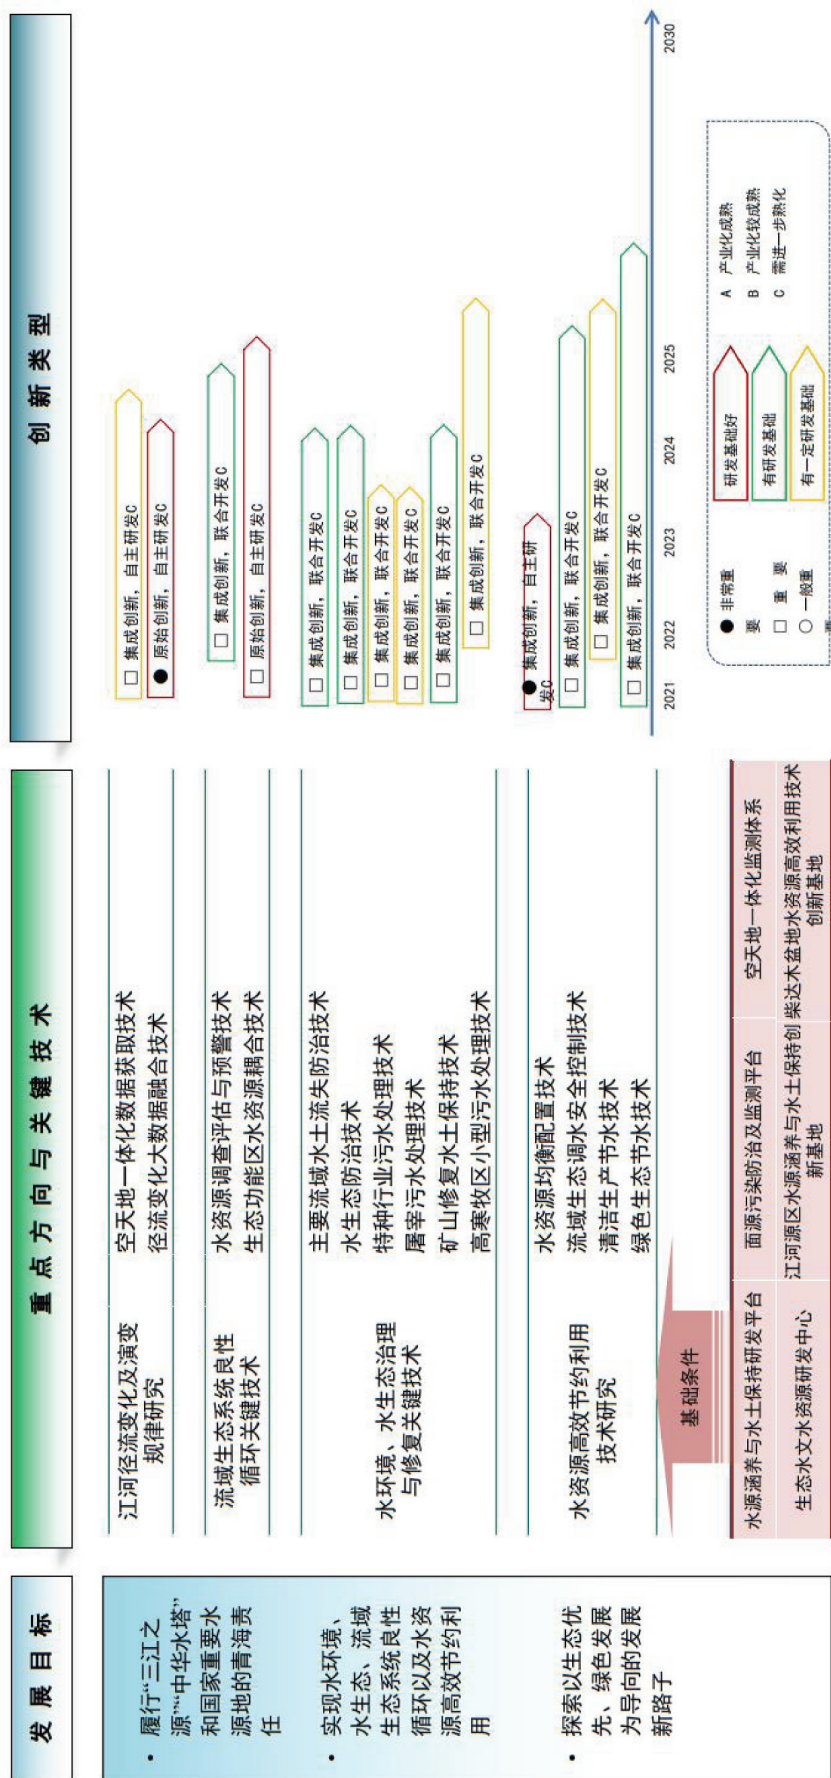 发展目标
• 履行“三江之
源”“中华水塔”
和国家重要水
源地的青海责
任
• 实现水环境、
水生态、流域
生态系统良性
循环以及水资
源高效节约利
用
• 探索以生态优
先、绿色发展
为导向的发展
新路子
重点方向与关键技术
江河径流变化及演变
规律研究
空天地一体化数据获取技术
径流变化大数据融合技术
流域生态系统良性
循环关键技术
水资源调查评估与预警技术
生态功能区水资源耦合技术
水环境、水生态治理
与修复关键技术
主要流域水土流失防治技术
水生态防治技术
特种行业污水处理技术
屠宰污水处理技术
矿山修复水土保持技术
高寒牧区小型污水处理技术
水资源高效节约利用
技术研究
水资源均衡配置技术
流域生态调水安全控制技术
清洁生产节水技术
绿色生态节水技术
基础条件
水源涵养与水土保持研发平台
面源污染防治及监测平台
空天地一体化监测体系
生态水文水资源研发中心
江河源区水源涵养与水土保持创
新基地
柴达木盆地水资源高效利用技术
创新基地
创新类型
□ 集成创新，自主研发C
● 原始创新，自主研发C
□ 集成创新，联合开发C
□ 原始创新，自主研发C
□ 集成创新，联合开发C
□ 集成创新，联合开发C
□ 集成创新，联合开发C
□ 集成创新，联合开发C
□ 集成创新，联合开发C
□ 集成创新，联合开发C
● 集成创新，自主研
发C
□ 集成创新，联合开发C
□ 集成创新，联合开发C
□ 集成创新，联合开发C
2021 2022 2023 2024 2025 2030
● 非常重
要
□ 重 要
○ 一般重
要
研发基础好
有研发基础
有一定研发基础
A 产业化成熟
B 产业化较成熟
C 需进一步熟化